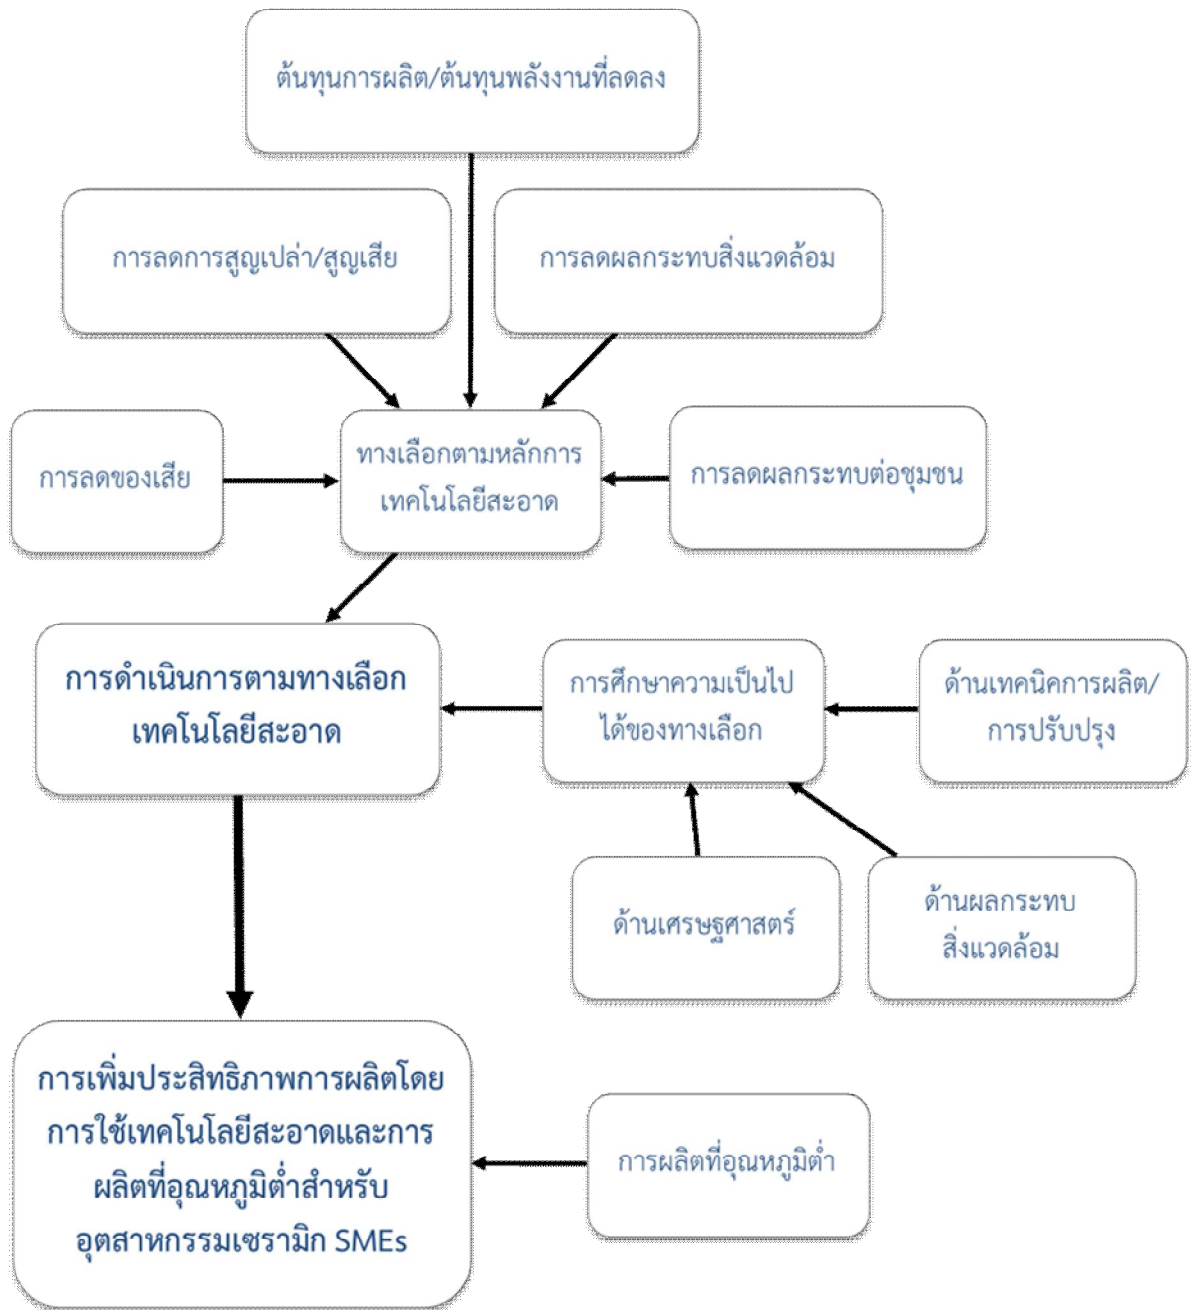 ต้นทุนการผลิต/ต้นทุนพลังงานที่ลดลง
การลดการสูญเปล่า/สูญเสีย
การลดผลกระทบสิ่งแวดล้อม
การลดของเสีย
ทางเลือกตามหลักการ
เทคโนโลยีสะอาด
การลดผลกระทบต่อชุมชน
การดำเนินการตามทางเลือก
เทคโนโลยีสะอาด
การศึกษาความเป็นไป
ได้ของทางเลือก
ด้านเทคนิคการผลิต/
การปรับปรุง
ด้านเศรษฐศาสตร์
ด้านผลกระทบ
สิ่งแวดล้อม
การเพิ่มประสิทธิภาพการผลิตโดย
การใช้เทคโนโลยีสะอาดและการ
ผลิตที่อุณหภูมิต่ำสำหรับ
อุตสาหกรรมเซรามิก SMEs
การผลิตที่อุณหภูมิต่ำ